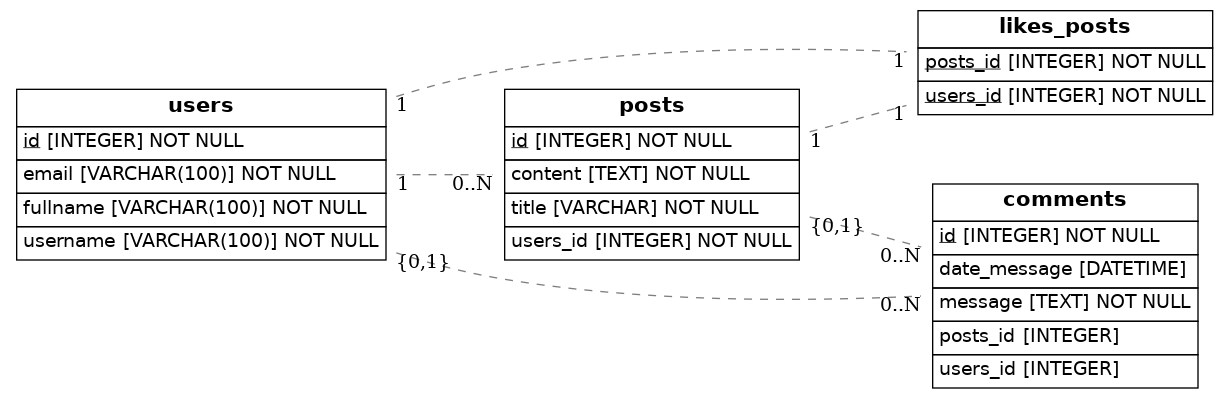 users
id [INTEGER] NOT NULL
email [VARCHAR(100)] NOT NULL
fullname [VARCHAR(100)] NOT NULL
username [VARCHAR(100)] NOT NULL
1
1
{0,1}
0..N
posts
id [INTEGER] NOT NULL
content [TEXT] NOT NULL
title [VARCHAR] NOT NULL
users_id [INTEGER] NOT NULL
1
{0,1}
1
1
0..N
0..N
likes_posts
posts_id [INTEGER] NOT NULL
users_id [INTEGER] NOT NULL
comments
id [INTEGER] NOT NULL
date_message [DATETIME]
message [TEXT] NOT NULL
posts_id [INTEGER]
users_id [INTEGER]